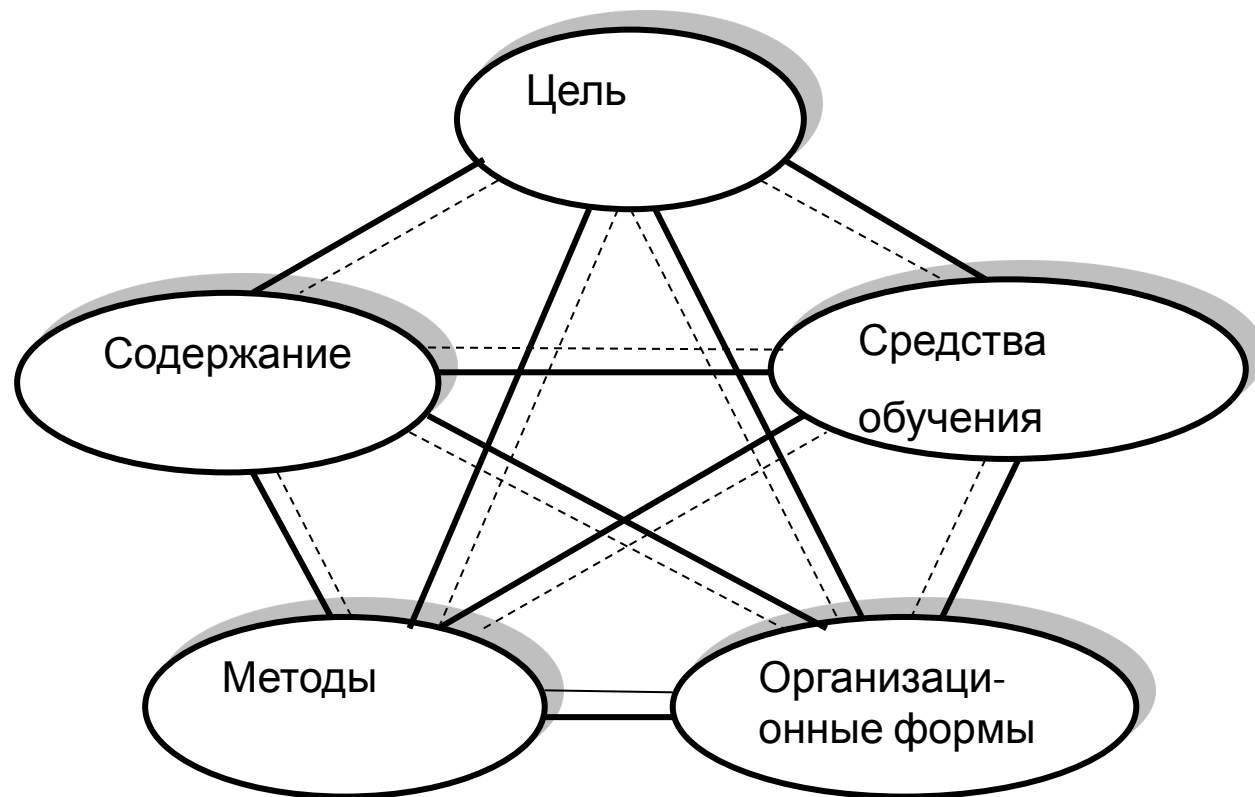 Цель
Содержание
Средства
обучения
Методы
Организаци-
онные формы